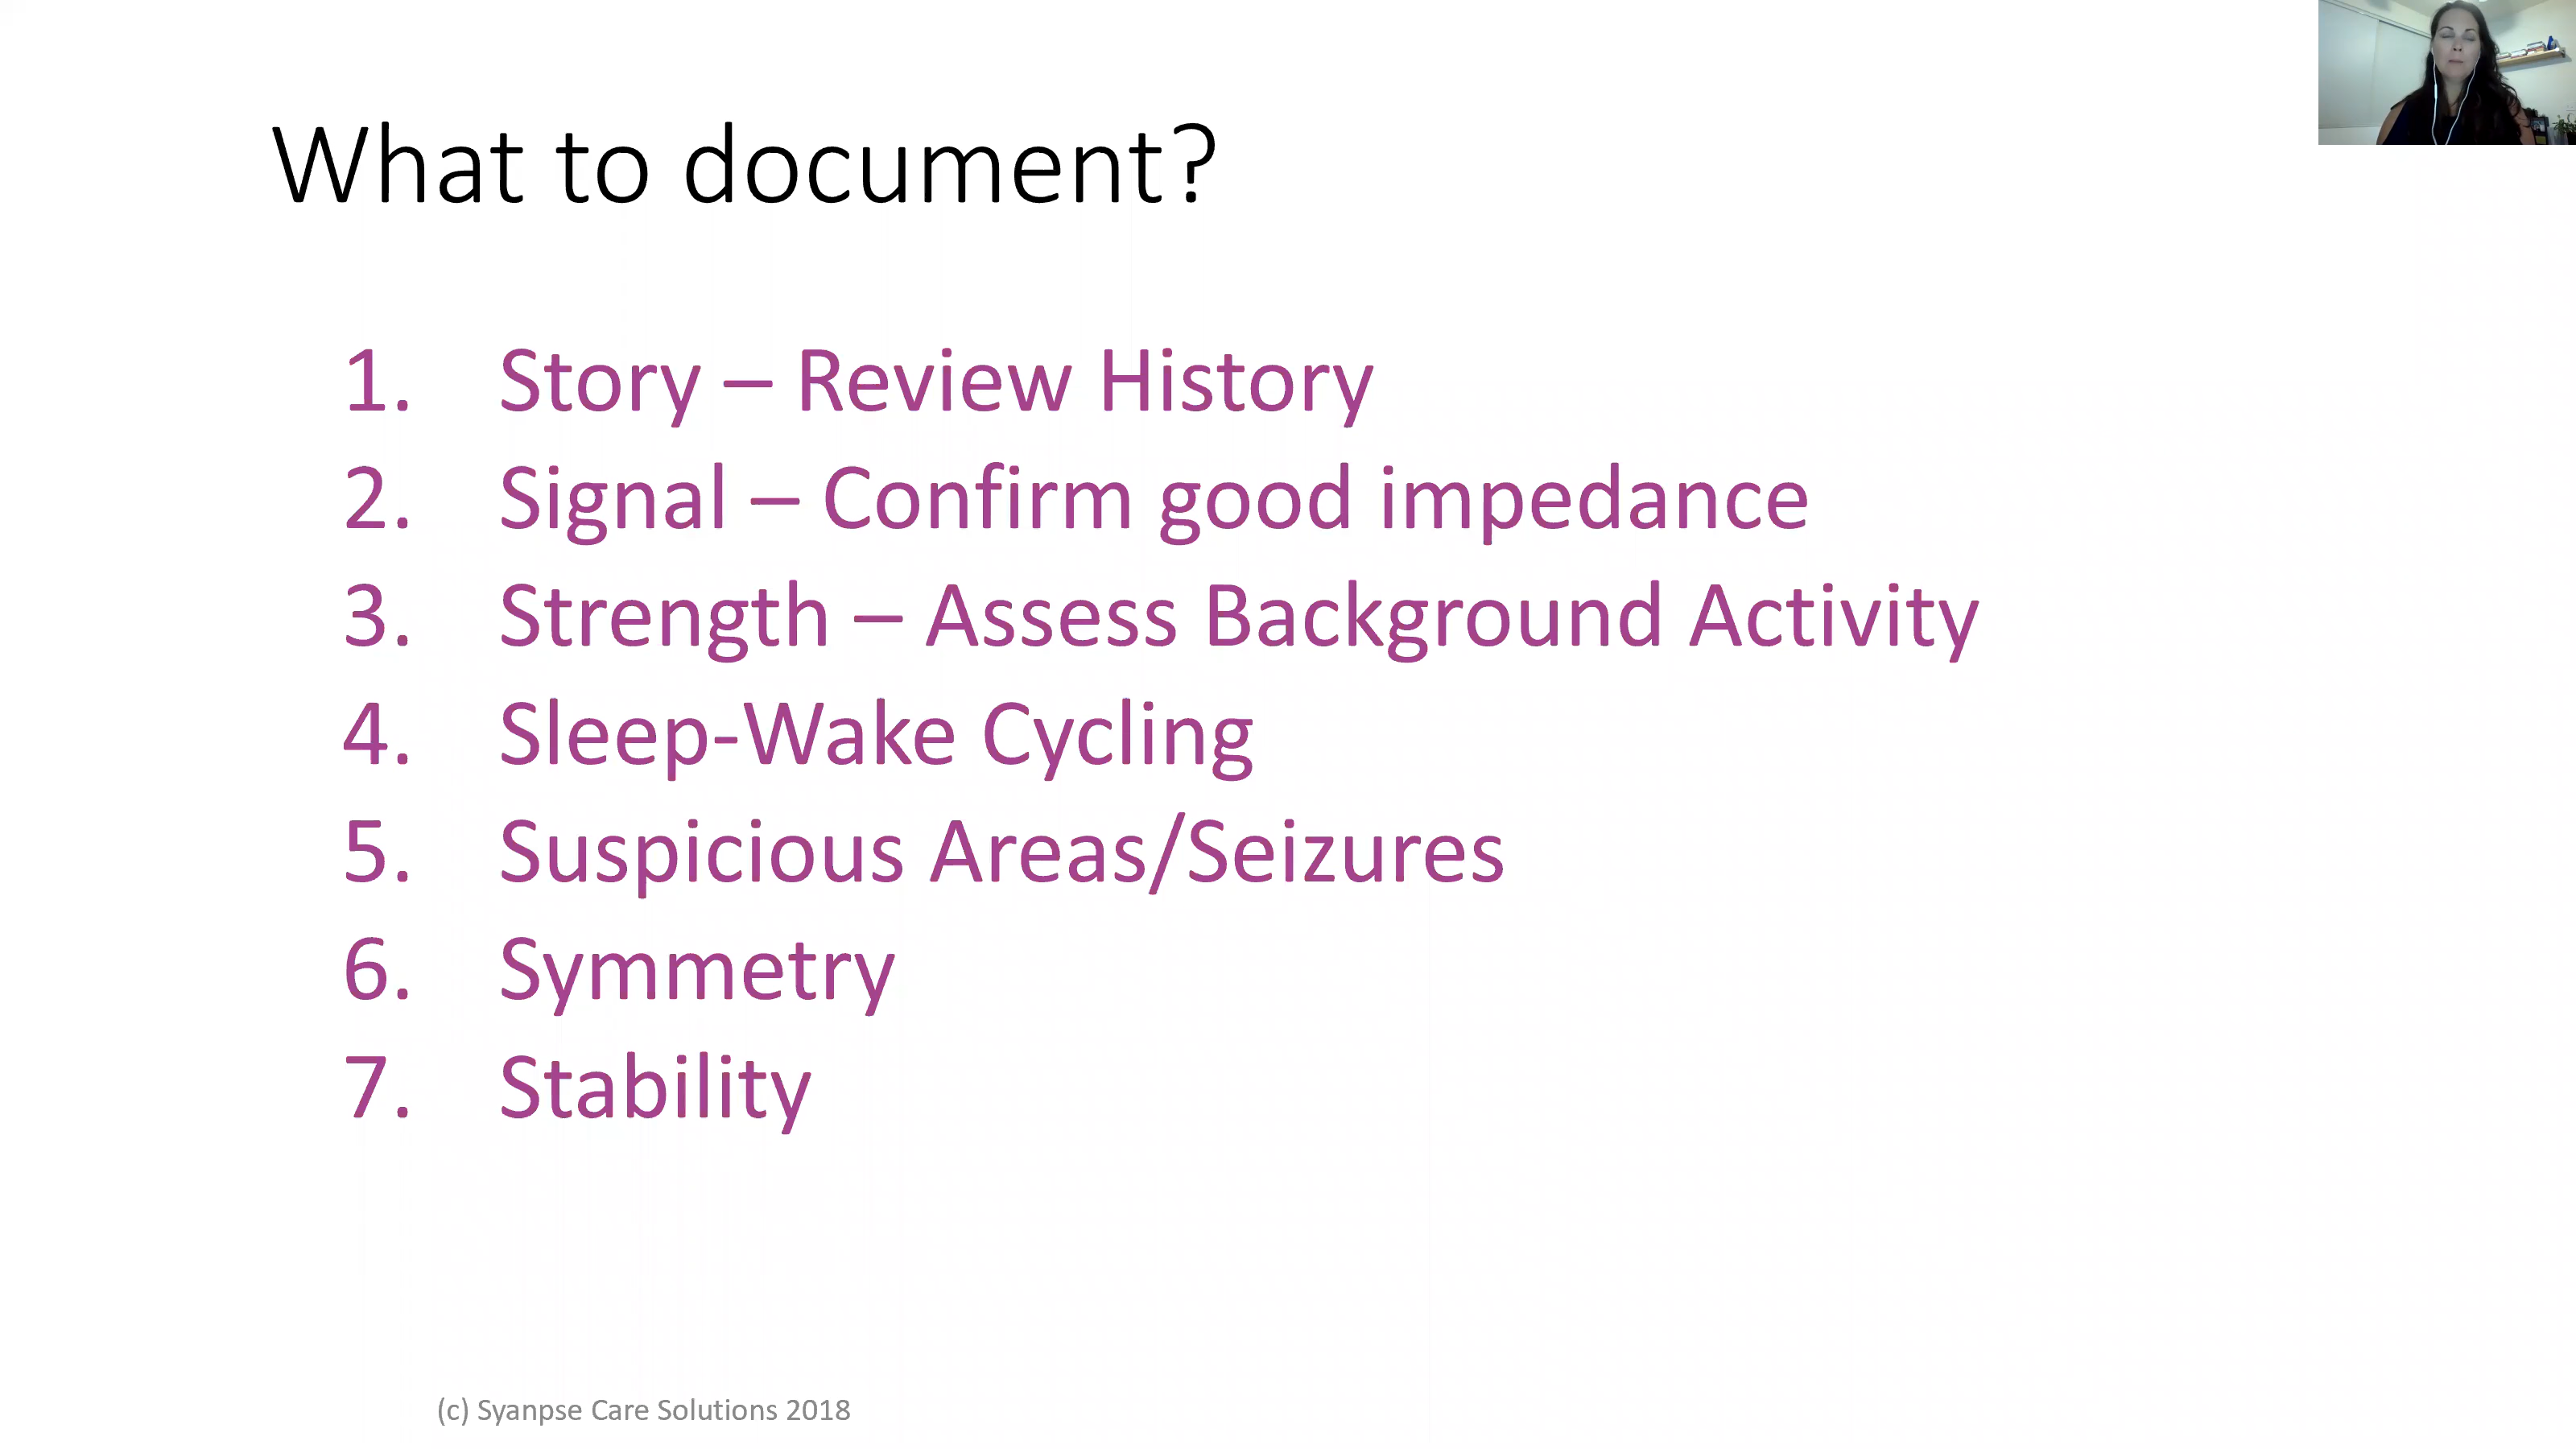 What to document?
1. Story – Review History
2. Signal – Confirm good impedance
3. Strength – Assess Background Activity
4. Sleep-Wake Cycling
5. Suspicious Areas/Seizures
6. Symmetry
7. Stability
(c) Syanpse Care Solutions 2018